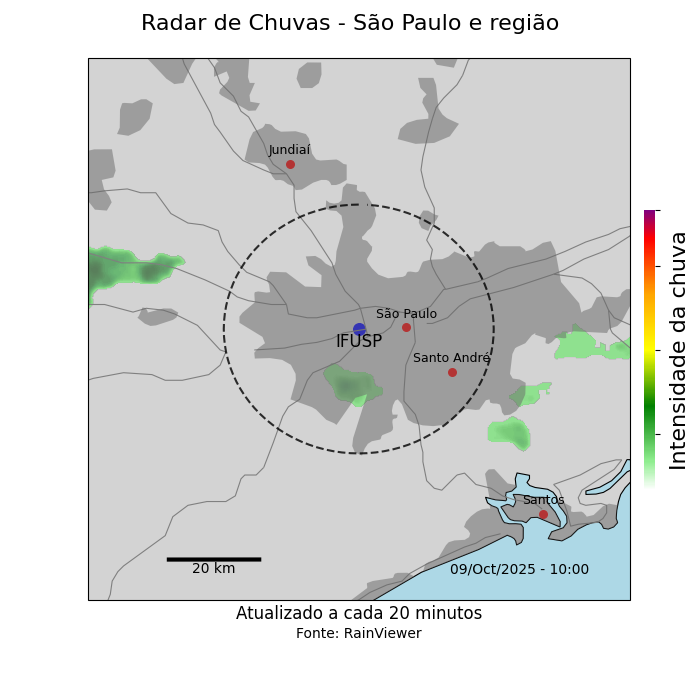 Radar de Chuvas - São Paulo e região
Jundiaí
São Paulo
IFUSP
Santo André
Santos
20 km
09/Oct/2025 - 10:00
Intensidade da chuva
Atualizado a cada 20 minutos
Fonte: RainViewer